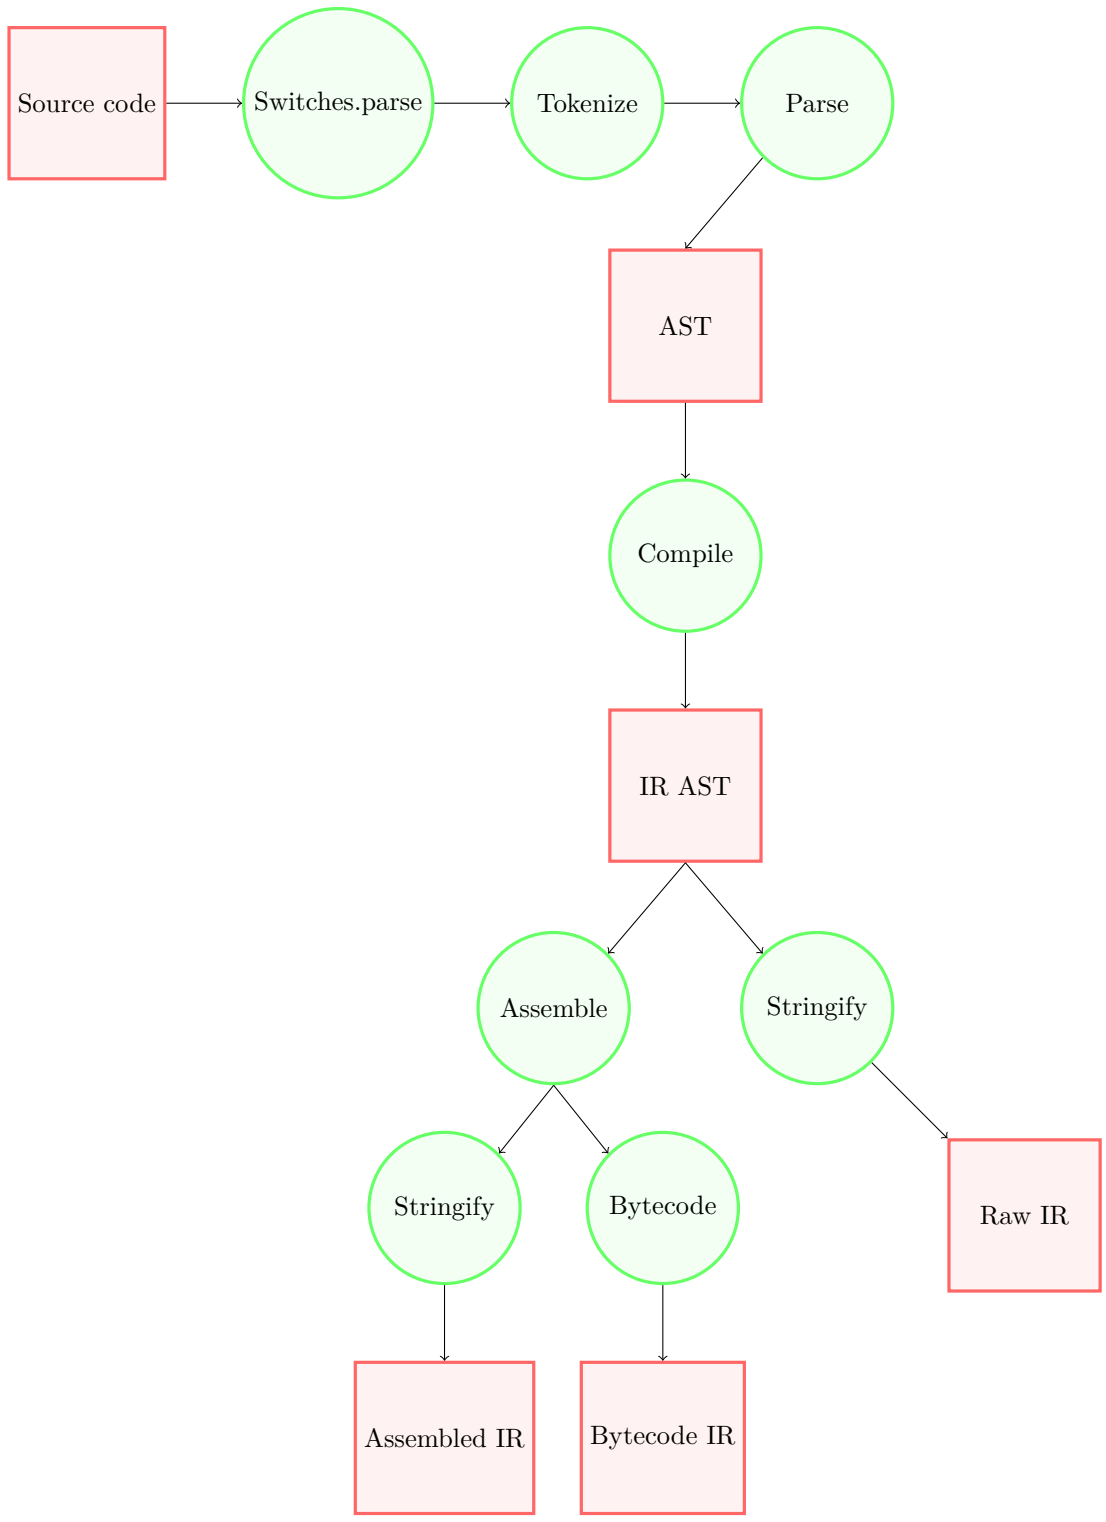 Source code
Switches.parse
Tokenize
Parse
AST
Compile
IR AST
Assemble
Stringify
Stringify
Bytecode
Raw IR
Assembled IR
Bytecode IR